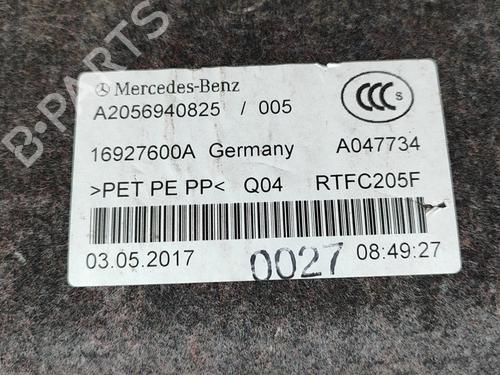 Mercedes-Benz
A2056940825 / 005
CCC S
16927600A Germany A047734
>PET PE PP< Q04 RTFC205F
03.05.2017 0027 08:49:27
B-PARTS